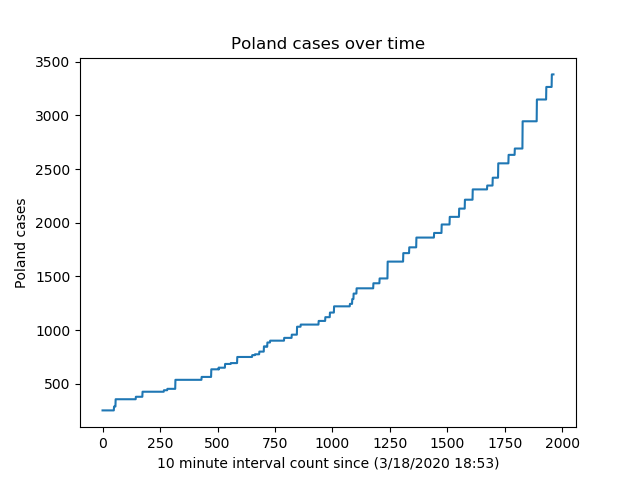 Poland cases over time
3500
3000
2500
2000
1500
1000
500
Poland cases
0 250 500 750 1000 1250 1500 1750 2000
10 minute interval count since (3/18/2020 18:53)